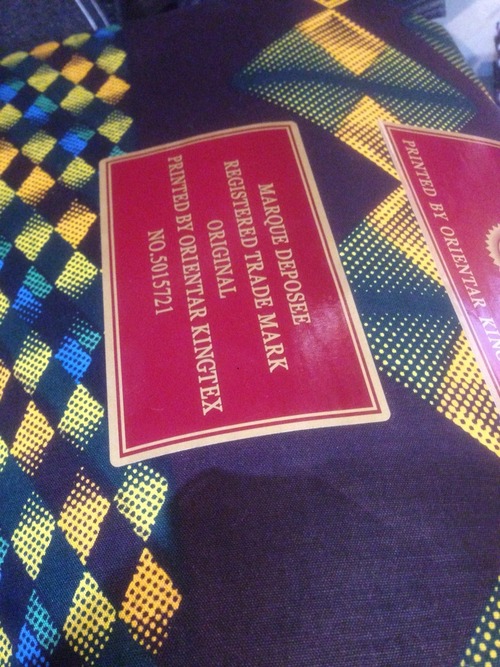 MARQUE DEPOSEE
REGISTERED TRADE MARK
ORIGINAL
PRINTED BY ORIENTAR KINGTEX
NO.5015721
PRINTED BY ORIENTAR